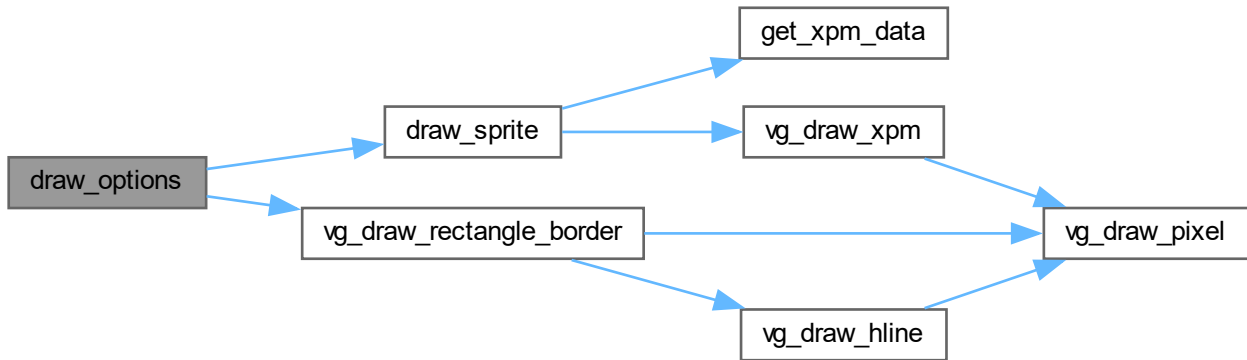 get_xpm_data
draw_sprite
vg_draw_xpm
draw_options
vg_draw_rectangle_border
vg_draw_pixel
vg_draw_hline